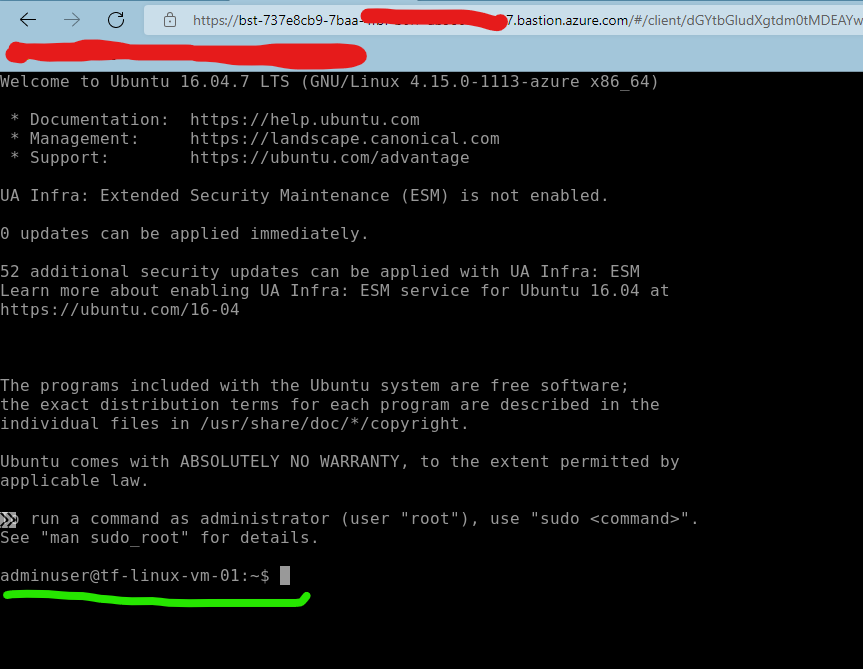 https://bst-737e8cb9-7baa- 7.bastion.azure.com/#/client/dGYtbGludXgtdm0tMDEAYw
Welcome to Ubuntu 16.04.7 LTS (GNU/Linux 4.15.0-1113-azure x86_64)
* Documentation: https://help.ubuntu.com
* Management: https://landscape.canonical.com
* Support: https://ubuntu.com/advantage
UA Infra: Extended Security Maintenance (ESM) is not enabled.
0 updates can be applied immediately.
52 additional security updates can be applied with UA Infra: ESM
Learn more about enabling UA Infra: ESM service for Ubuntu 16.04 at
https://ubuntu.com/16-04
The programs included with the Ubuntu system are free software;
the exact distribution terms for each program are described in the
individual files in /usr/share/doc/*/copyright.
Ubuntu comes with ABSOLUTELY NO WARRANTY, to the extent permitted by
applicable law.
run a command as administrator (user "root"), use "sudo <command>".
See "man sudo_root" for details.
adminuser@tf-linux-vm-01:~$